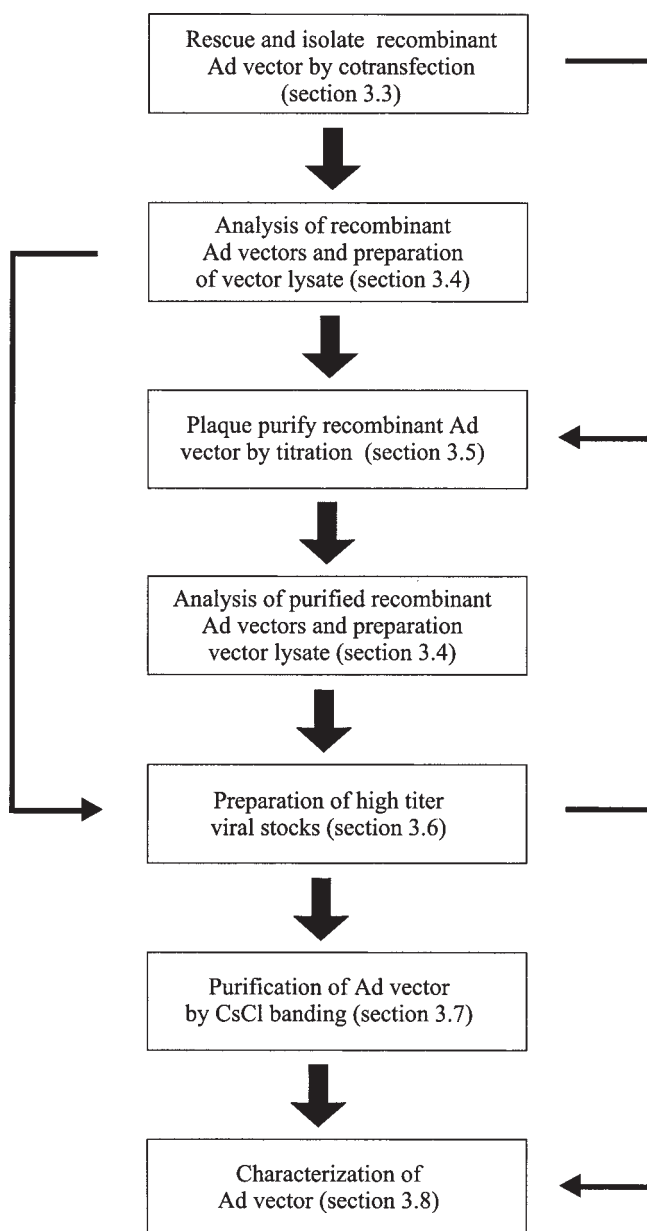 Rescue and isolate recombinant
Ad vector by cotransfection
(section 3.3)
Analysis of recombinant
Ad vectors and preparation
of vector lysate (section 3.4)
Plaque purify recombinant Ad
vector by titration (section 3.5)
Analysis of purified recombinant
Ad vectors and preparation
vector lysate (section 3.4)
Preparation of high titer
viral stocks (section 3.6)
Purification of Ad vector
by CsCl banding (section 3.7)
Characterization of
Ad vector (section 3.8)